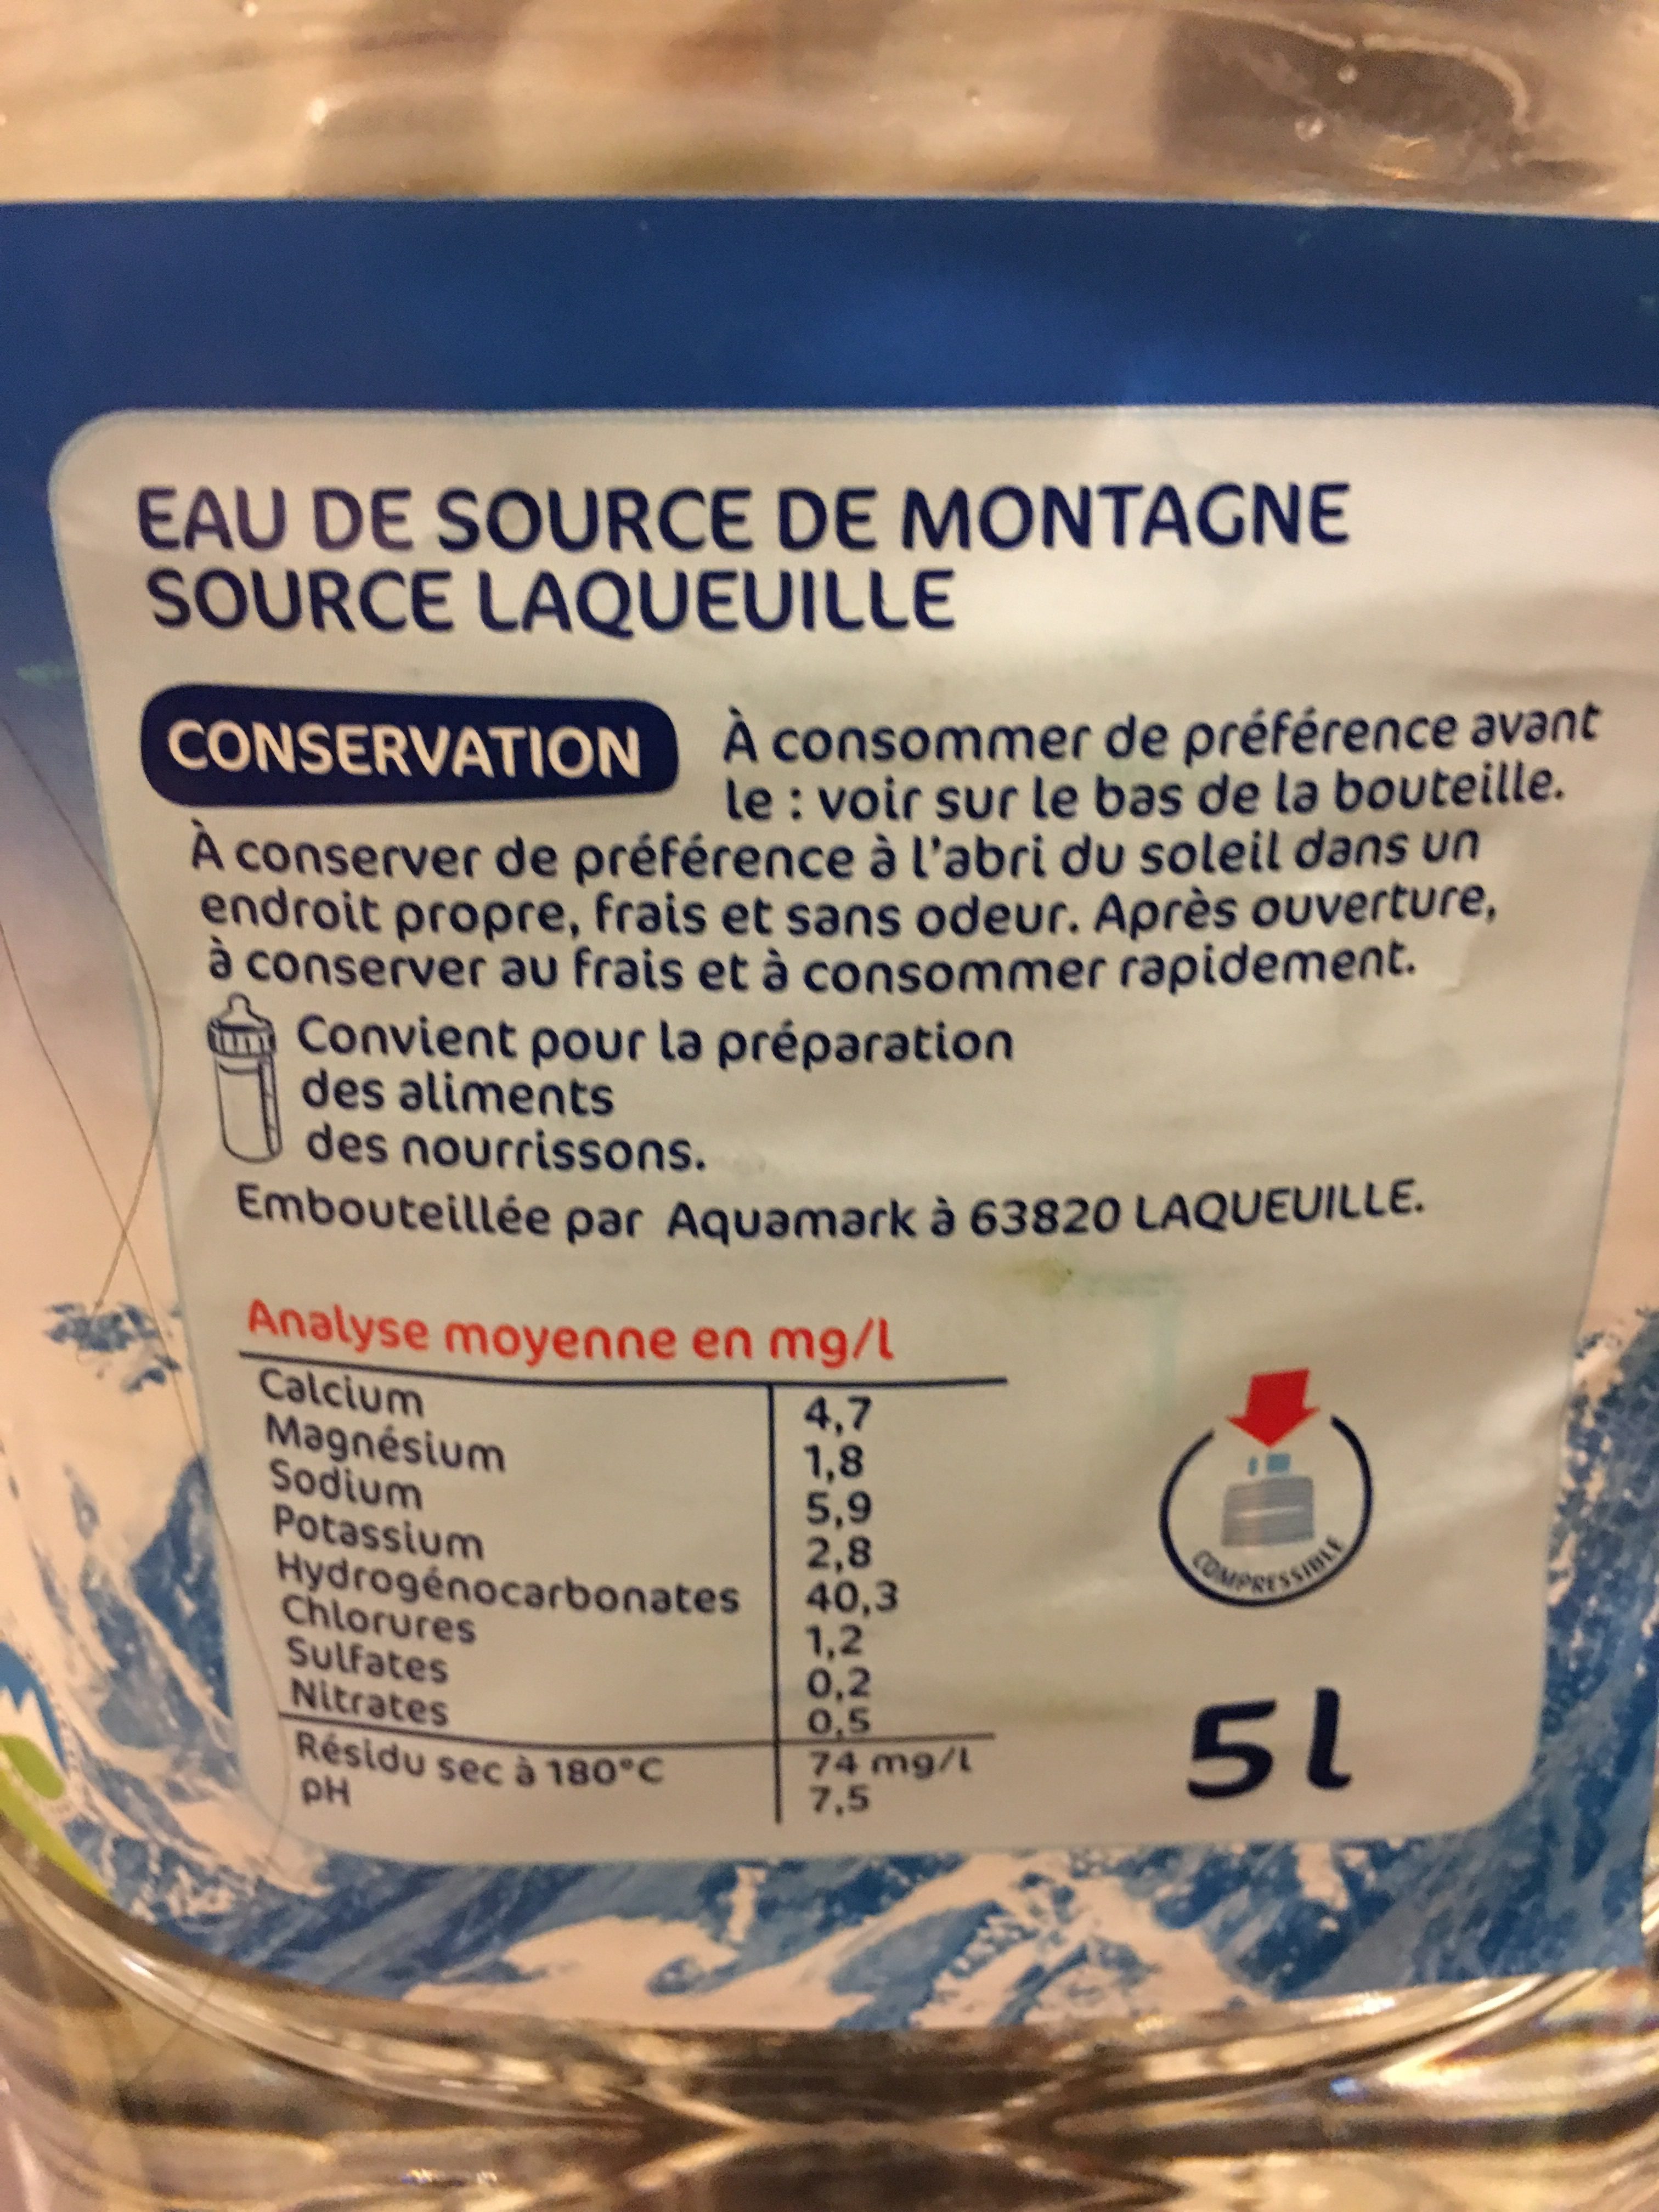 EAU DE SOURCE DE MONTAGNE
SOURCE LAQUEUILLE
CONSERVATION À consommer de préférence avant
le : voir sur le bas de la bouteille.
À conserver de préférence à l'abri du soleil dans un
endroit propre, frais et sans odeur. Après ouverture,
à conserver au frais et à consommer rapidement.
Convient pour la préparation
des aliments
des nourrissons.
Embouteillée par Aquamark à 63820 LAQUEUILLE.
Analyse moyenne en mg/l
Calcium 4,7
Magnésium 1,8
Sodium 5,9
Potassium 2,8
Hydrogénocarbonates 40,3
Chlorures 1,2
Sulfates 0,2
Nitrates 0,5
Résidu sec à 180°C 74 mg/l
pH 7,5
COMPRESSIBLE
5l